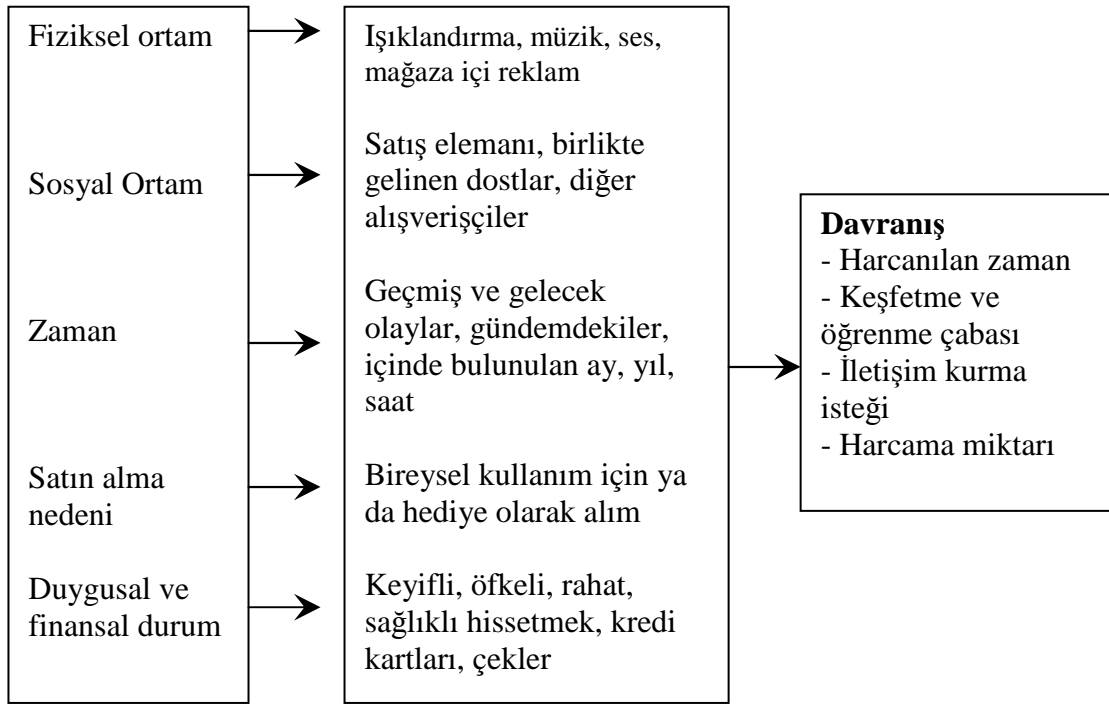 Fiziksel ortam
Işıklandırma, müzik, ses,
mağaza içi reklam
Sosyal Ortam
Satış elemanı, birlikte
gelinen dostlar, diğer
alışverişçiler
Zaman
Geçmiş ve gelecek
olaylar, gündemdekiler,
içinde bulunulan ay, yıl,
saat
Satın alma
nedeni
Bireysel kullanım için ya
da hediye olarak alım
Duygusal ve
finansal durum
Keyifli, öfkeli, rahat,
sağlıklı hissetmek, kredi
kartları, çekler
Davranış
- Harcanılan zaman
- Keşfetme ve
öğrenme çabası
- İletişim kurma
isteği
- Harcama miktarı